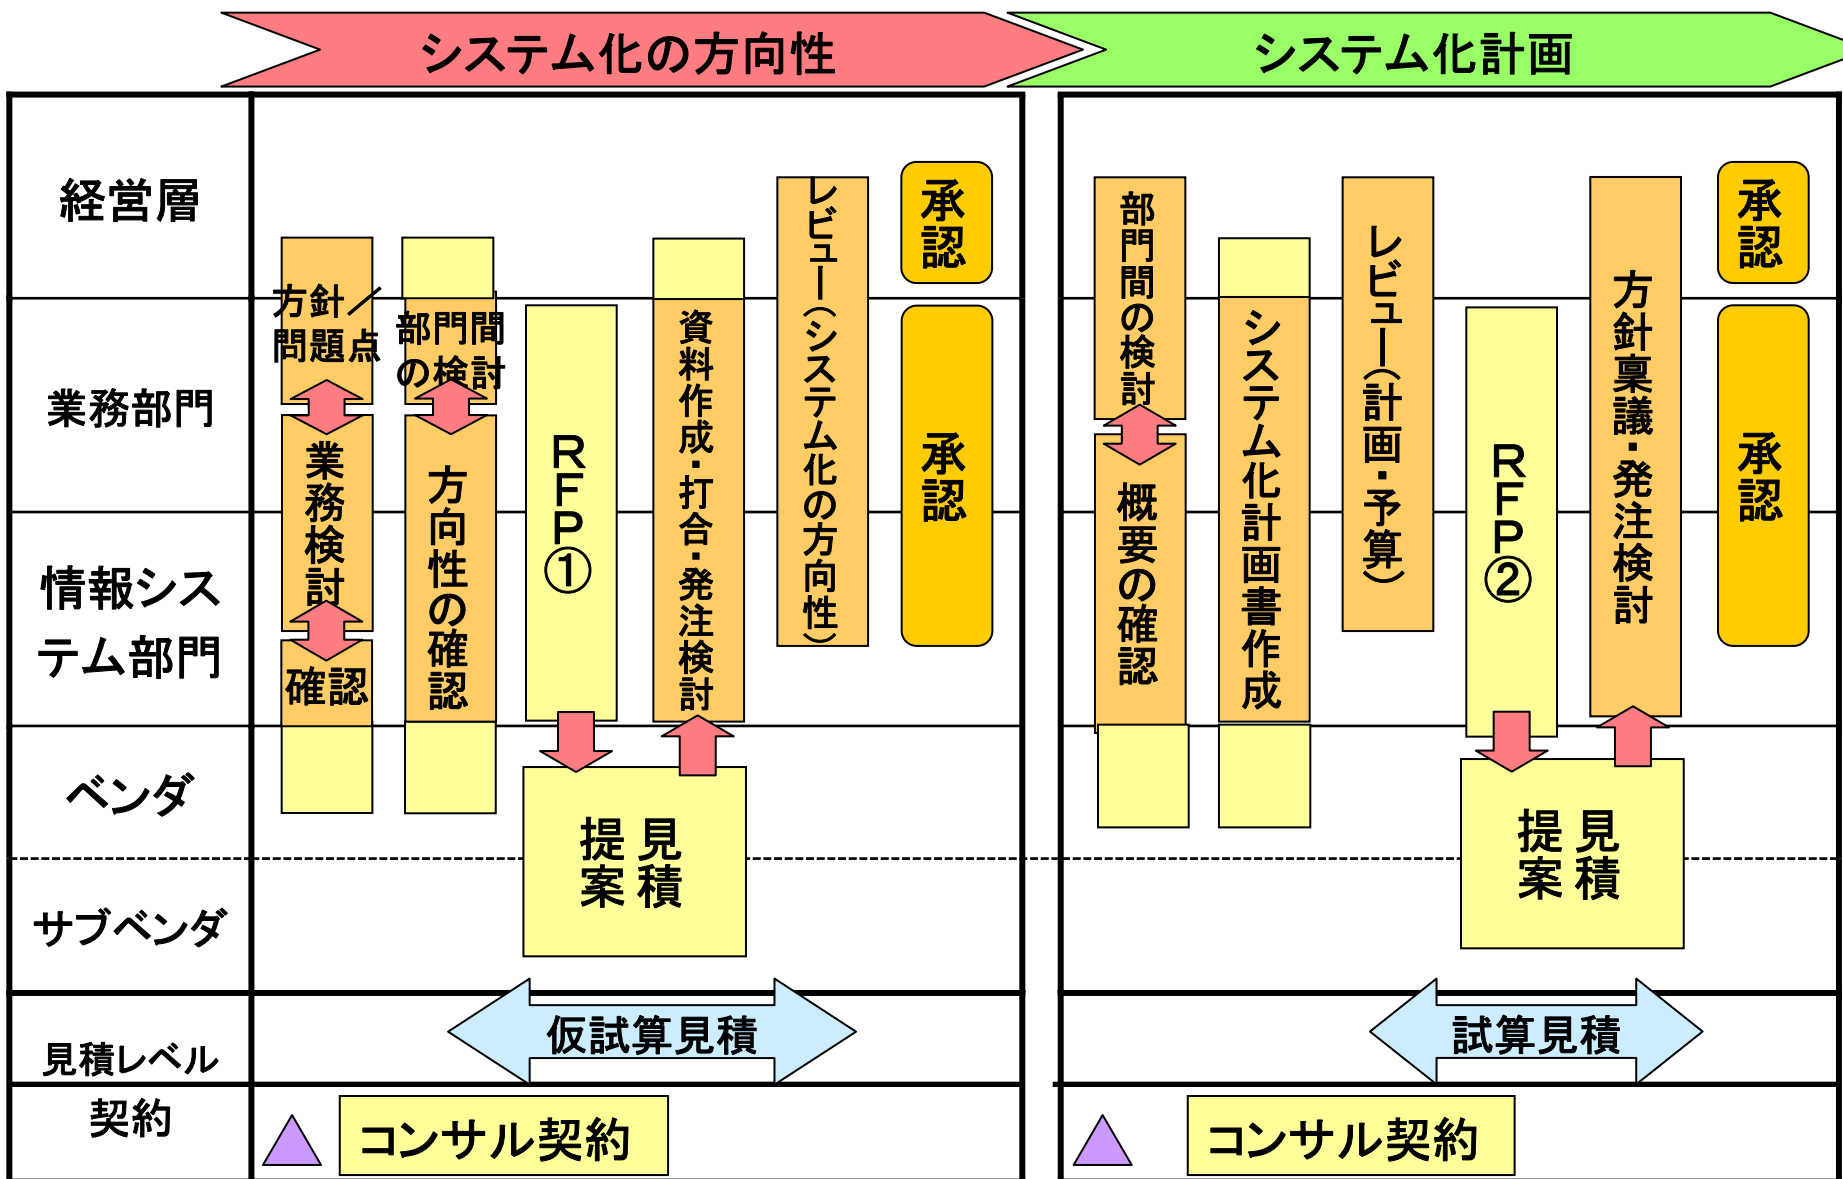 システム化の方向性
システム化計画
経営層
業務部門
情報シス
テム部門
ベンダ
サブベンダ
見積レベル
契約
方針／
問題点
業務検討
確認
部門間
の検討
方向性の確認
ＲＦＰ①
資料作成・打合・発注検討
レビュー（システム化の方向性）
承認
承認
提案
見積
仮試算見積
コンサル契約
部門間の検討
概要の確認
システム化計画書作成
レビュー（計画・予算）
ＲＦＰ②
方針稟議・発注検討
承認
承認
提案
見積
試算見積
コンサル契約